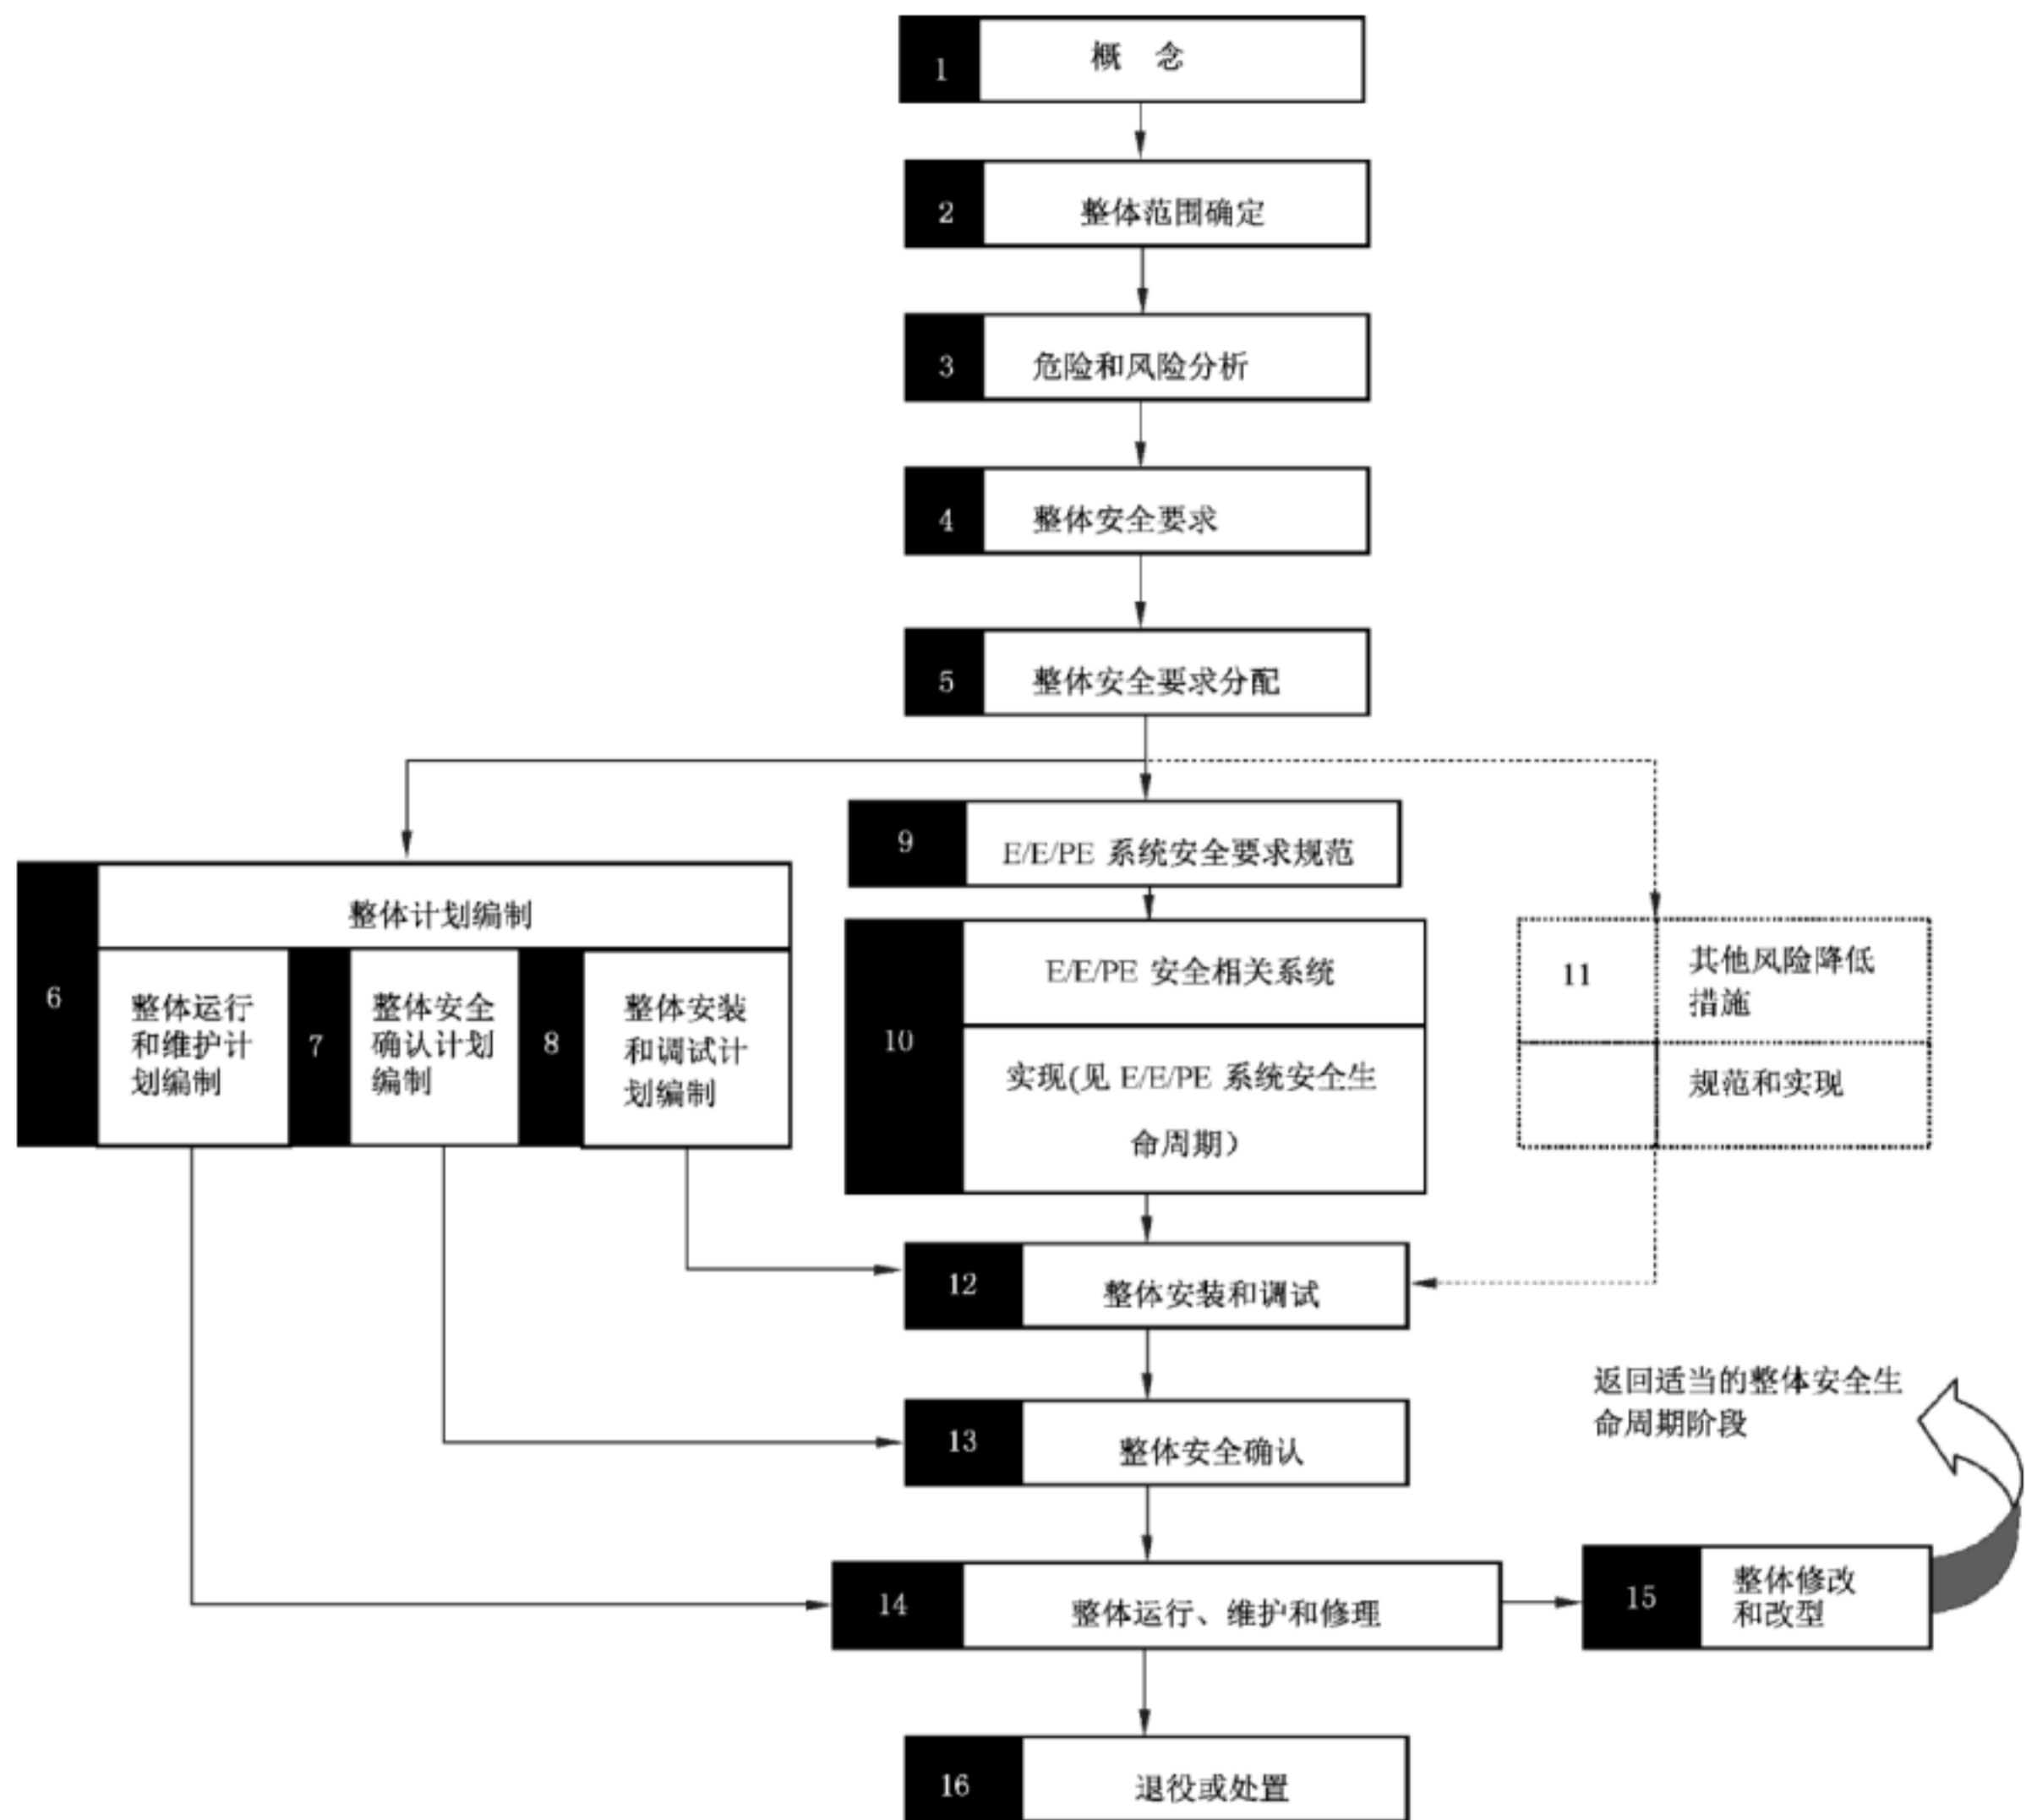 1
概 念
2
整体范围确定
3
危险和风险分析
4
整体安全要求
5
整体安全要求分配
6
整体计划编制
整体运行
和维护计
划编制
7
整体安全
确认计划
编制
8
整体安装
和调试计
划编制
9
E/E/PE 系统安全要求规范
10
E/E/PE 安全相关系统
实现(见 E/E/PE 系统安全生
命周期）
11
其他风险降低
措施
规范和实现
12
整体安装和调试
13
整体安全确认
返回适当的整体安全生
命周期阶段
14
整体运行、维护和修理
15
整体修改
和改型
16
退役或处置